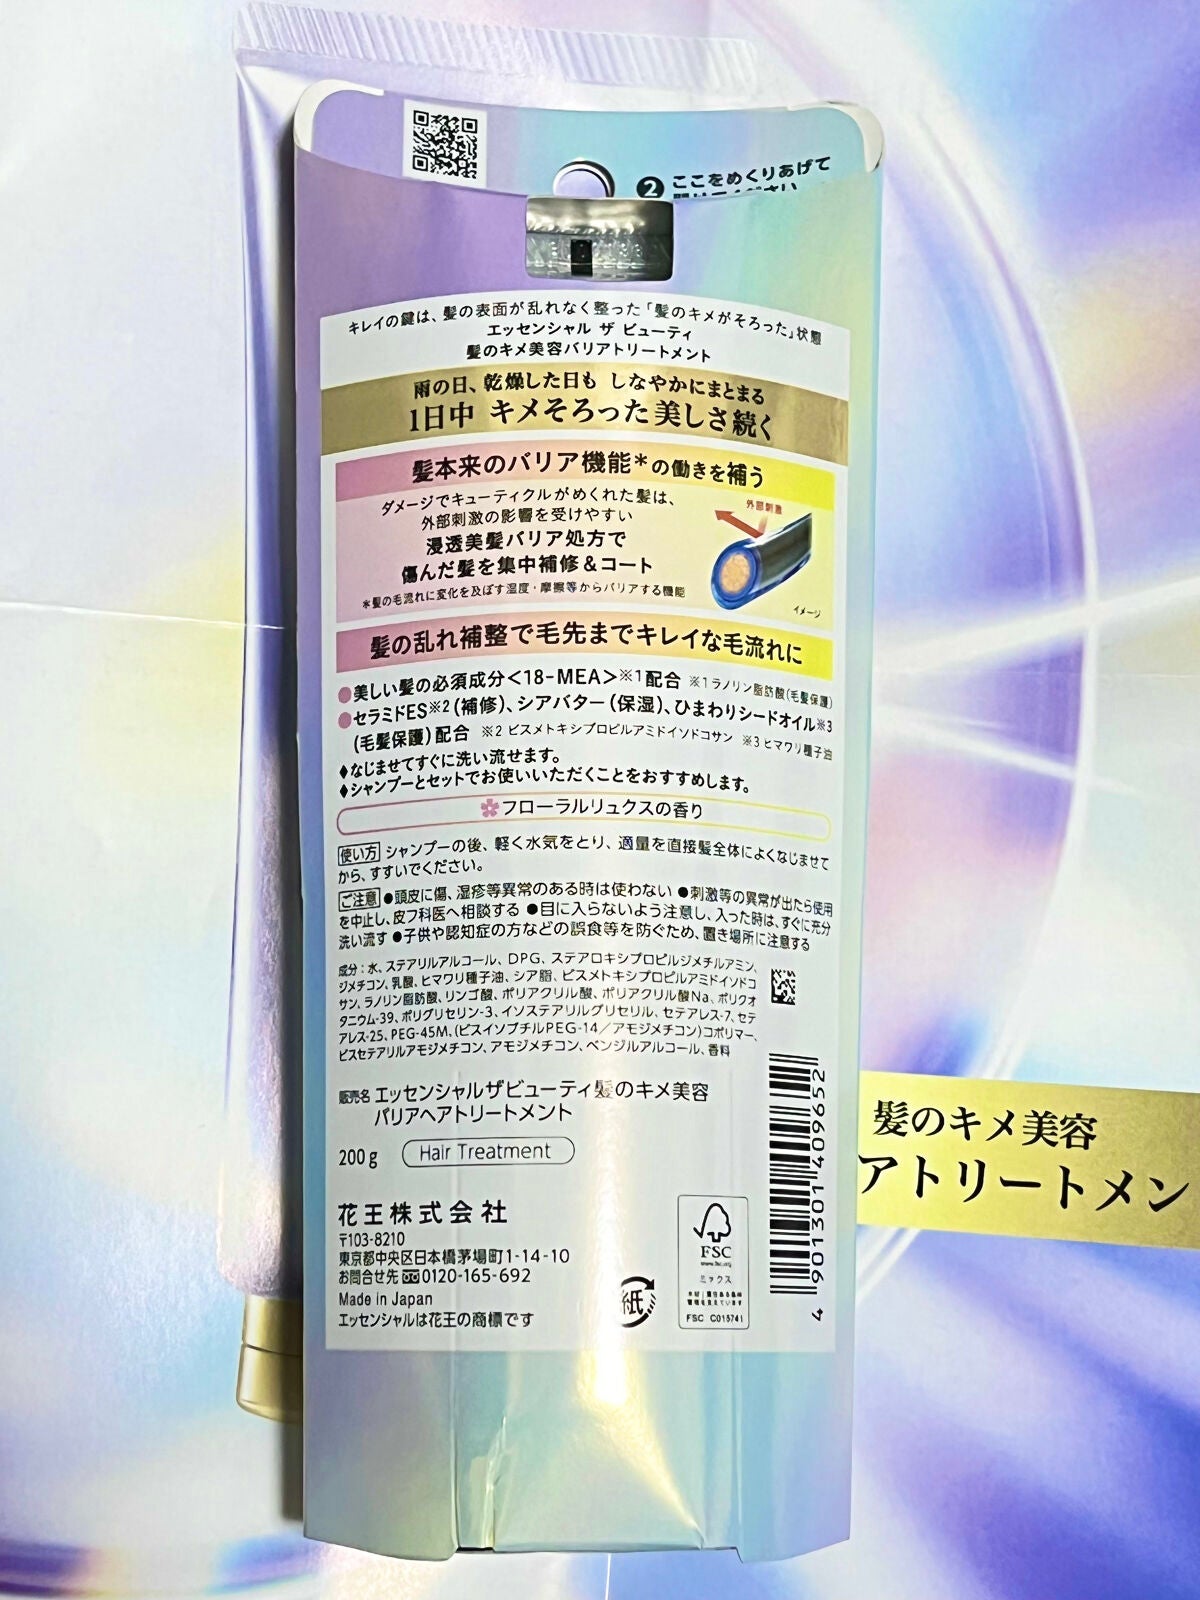 ❷ ここをめくりあげて
キレイの鍵は、髪の表面が乱れなく整った「髪のキメがそろった」状態
エッセンシャル ザ ビューティ
髪のキメ美容バリアトリートメント
雨の日、乾燥した日も しなやかにまとまる
1日中 キメそろった美しさ続く
髪本来のバリア機能＊の働きを補う
ダメージでキューティクルがめくれた髪は、
外部刺激の影響を受けやすい
浸透美髪バリア処方で
傷んだ髪を集中補修＆コート
＊髪の毛流れに変化を及ぼす湿度・摩擦等からバリアする機能
外部刺激
イメージ
髪の乱れ補整で毛先までキレイな毛流れに
●美しい髪の必須成分＜18-MEA＞※1配合 ※1 ラノリン脂肪酸(毛髪保護)
●セラミドES※2(補修)、シアバター(保湿)、ひまわりシードオイル※3
(毛髪保護)配合 ※2 ビスメトキシプロピルアミドイソドコサン ※3 ヒマワリ種子油
♦なじませてすぐに洗い流せます。
♦シャンプーとセットでお使いいただくことをおすすめします。
フローラルリュクスの香り
使い方 シャンプーの後、軽く水気をとり、適量を直接髪全体によくなじませて
から、すすいでください。
ご注意 ●頭皮に傷、湿疹等異常のある時は使わない ●刺激等の異常が出たら使用
を中止し、皮フ科医へ相談する ●目に入らないよう注意し、入った時は、すぐに充分
洗い流す ●子供や認知症の方などの誤食等を防ぐため、置き場所に注意する
成分：水、ステアリルアルコール、DPG、ステアロキシプロピルジメチルアミン、
ジメチコン、乳酸、ヒマワリ種子油、シア脂、ビスメトキシプロピルアミドイソドコ
サン、ラノリン脂肪酸、リンゴ酸、ポリアクリル酸、ポリアクリル酸Na、ポリクオ
タニウム-39、ポリグリセリン-3、イソステアリルグリセリル、セテアレス-7、セテ
アレス-25、PEG-45M、(ビスイソブチルPEG-14／アモジメチコン)コポリマー、
ビスセテアリルアモジメチコン、アモジメチコン、ベンジルアルコール、香料
販売名 エッセンシャルザビューティ髪のキメ美容
バリアヘアトリートメント
200g Hair Treatment
花王株式会社
〒103-8210
東京都中央区日本橋茅場町1-14-10
お問合せ先 0120-165-692
Made in Japan
エッセンシャルは花王の商標です
紙
FSC
www.fsc.org
ミックス
FSC C015741
4 901301 409652
髪のキメ美容
アトリートメン